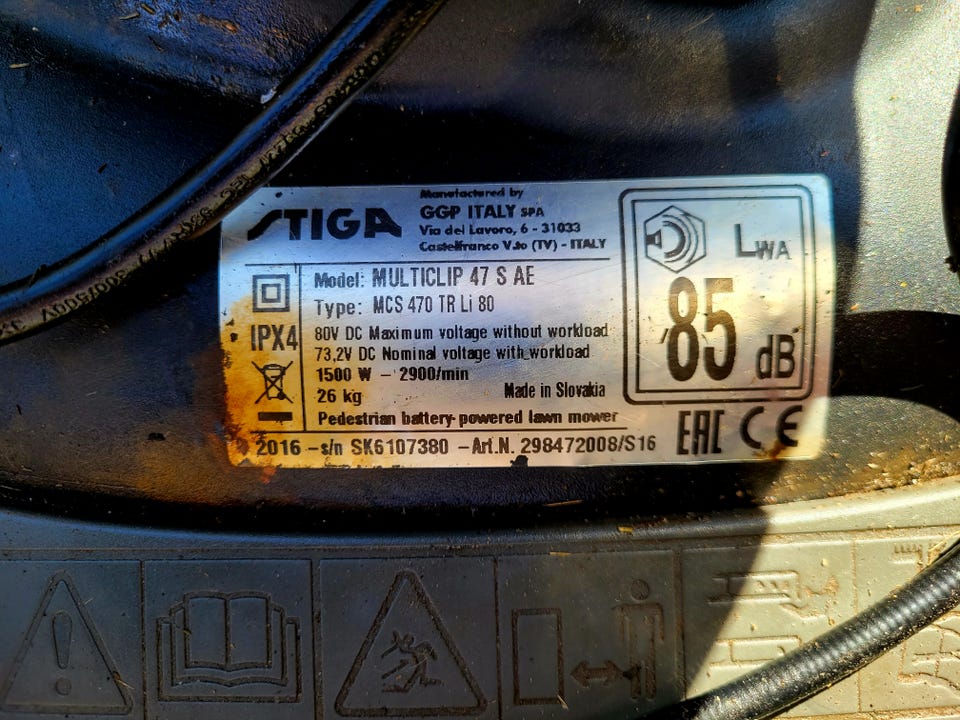 STIGA
Manufactured by
GGP ITALY SPA
Via del Lavoro, 6 - 31033
Castelfranco V.to (TV) - ITALY
Model: MULTICLIP 47 S AE
Type: MCS 470 TR Li 80
IPX4
80V DC Maximum voltage without workload
73,2V DC Nominal voltage with workload
1500 W - 2900/min
26 kg
Made in Slovakia
Pedestrian battery-powered lawn mower
2016 -s/n SK6107380 -Art.N. 298472008/S16
LWA
85 dB
EAC CE